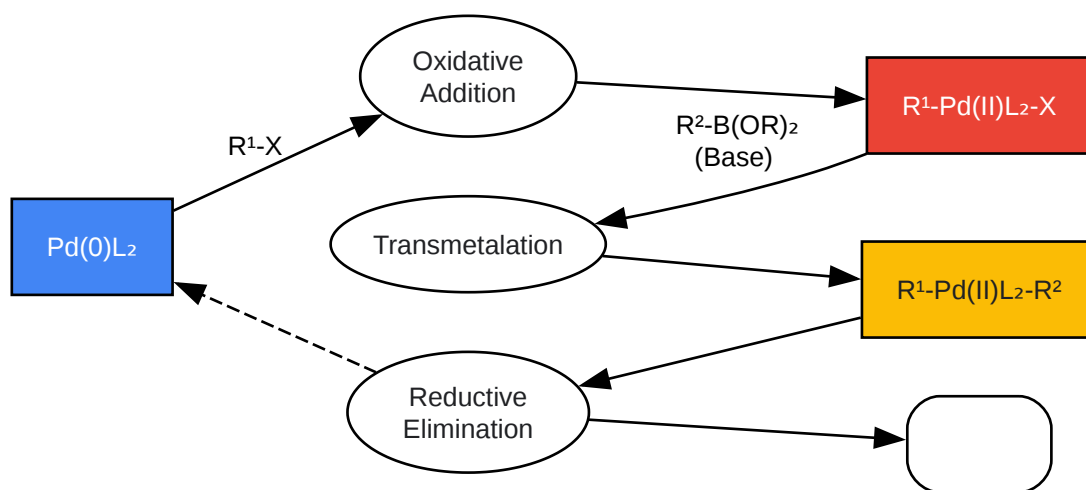 Oxidative
Addition
R¹-Pd(II)L₂-X
R²-B(OR)₂
(Base)
R¹-X
Pd(0)L₂
Transmetalation
R¹-Pd(II)L₂-R²
Reductive
Elimination